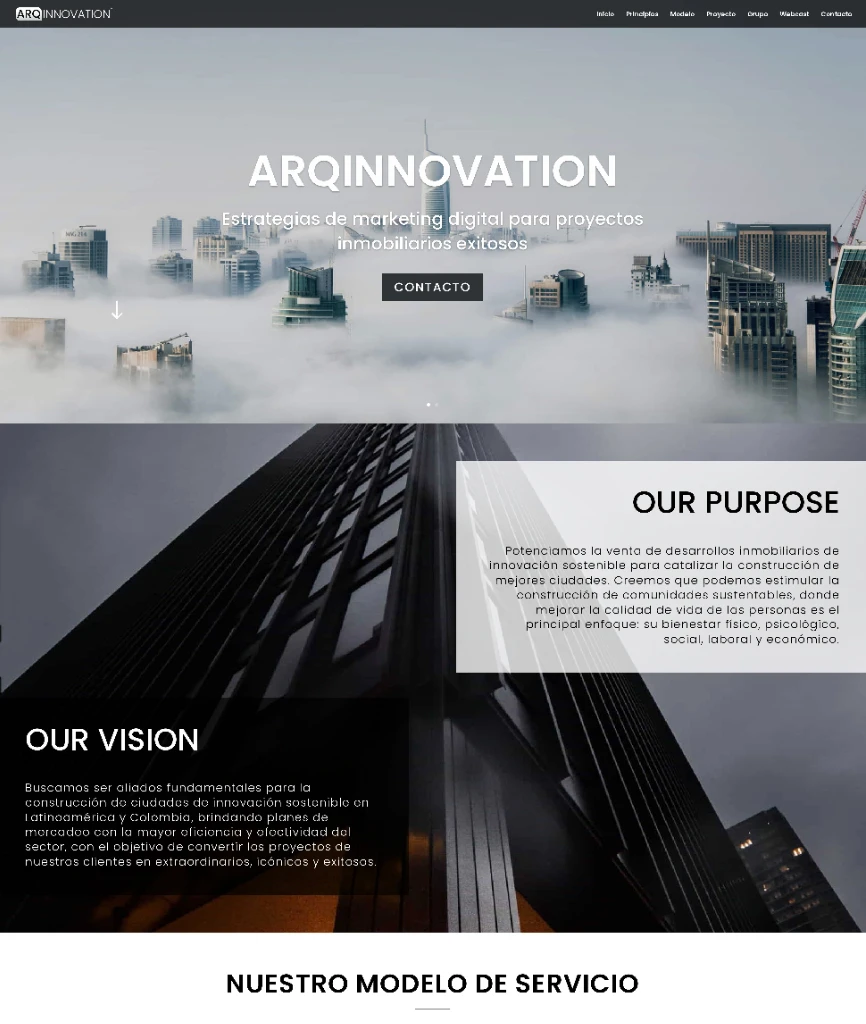 ARQINNOVATION
Inicio Principios Modelo Proyecto Grupo Webcast Contacto
ARQINNOVATION
Estrategias de marketing digital para proyectos
inmobiliarios exitosos
CONTACTO
OUR PURPOSE
Potenciamos la venta de desarrollos inmobiliarios de
innovación sostenible para catalizar la construcción de
mejores ciudades. Creemos que podemos estimular la
construcción de comunidades sustentables, donde
mejorar la calidad de vida de las personas es el
principal enfoque: su bienestar físico, psicológico,
social, laboral y económico.
OUR VISION
Buscamos ser aliados fundamentales para la
construcción de ciudades de innovación sostenible en
Latinoamérica y Colombia, brindando planes de
mercadeo con la mayor eficiencia y efectividad del
sector, con el objetivo de convertir los proyectos de
nuestros clientes en extraordinarios, icónicos y exitosos.
NUESTRO MODELO DE SERVICIO